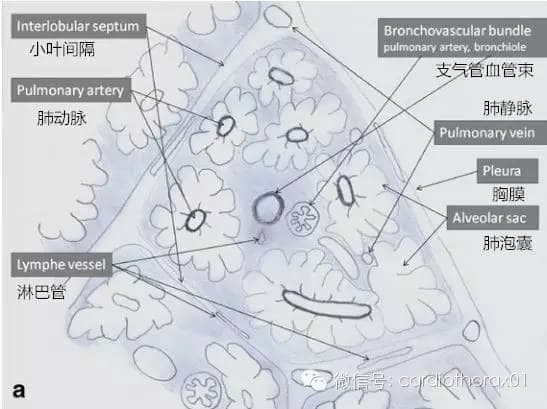 Interlobular septum
小叶间隔
Pulmonary artery
肺动脉
Lymphe vessel
淋巴管
Bronchovascular bundle
pulmonary artery, bronchiole
支气管血管束
肺静脉
Pulmonary vein
Pleura
胸膜
Alveolar sac
肺泡囊
a
微信号: cardiothorax01